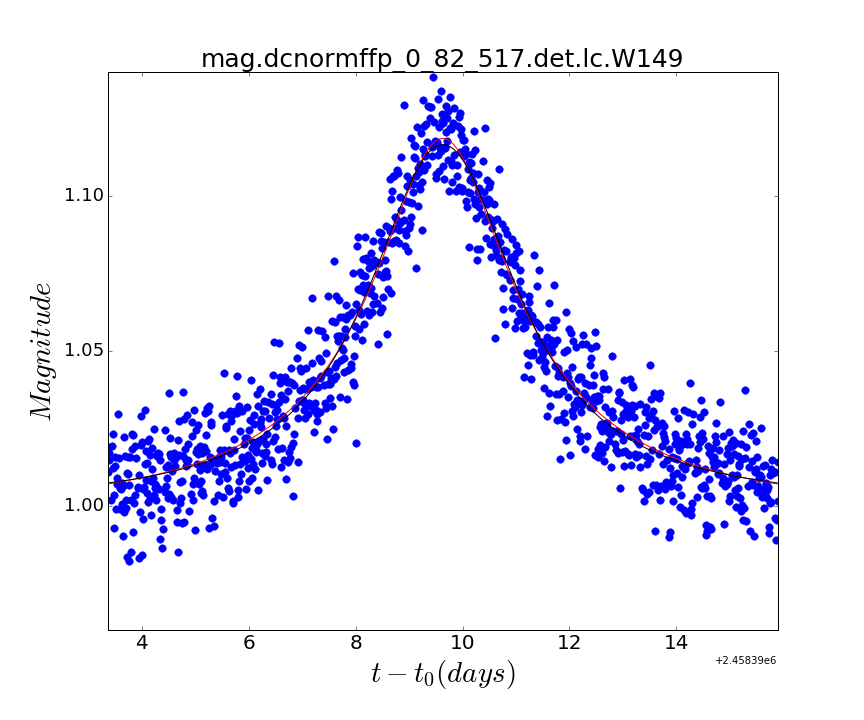 mag.dcnormffp_0_82_517.det.lc.W149
Magnitude
1.10
1.05
1.00
4 6 8 10 12 14
+2.45839e6
t − t₀(days)